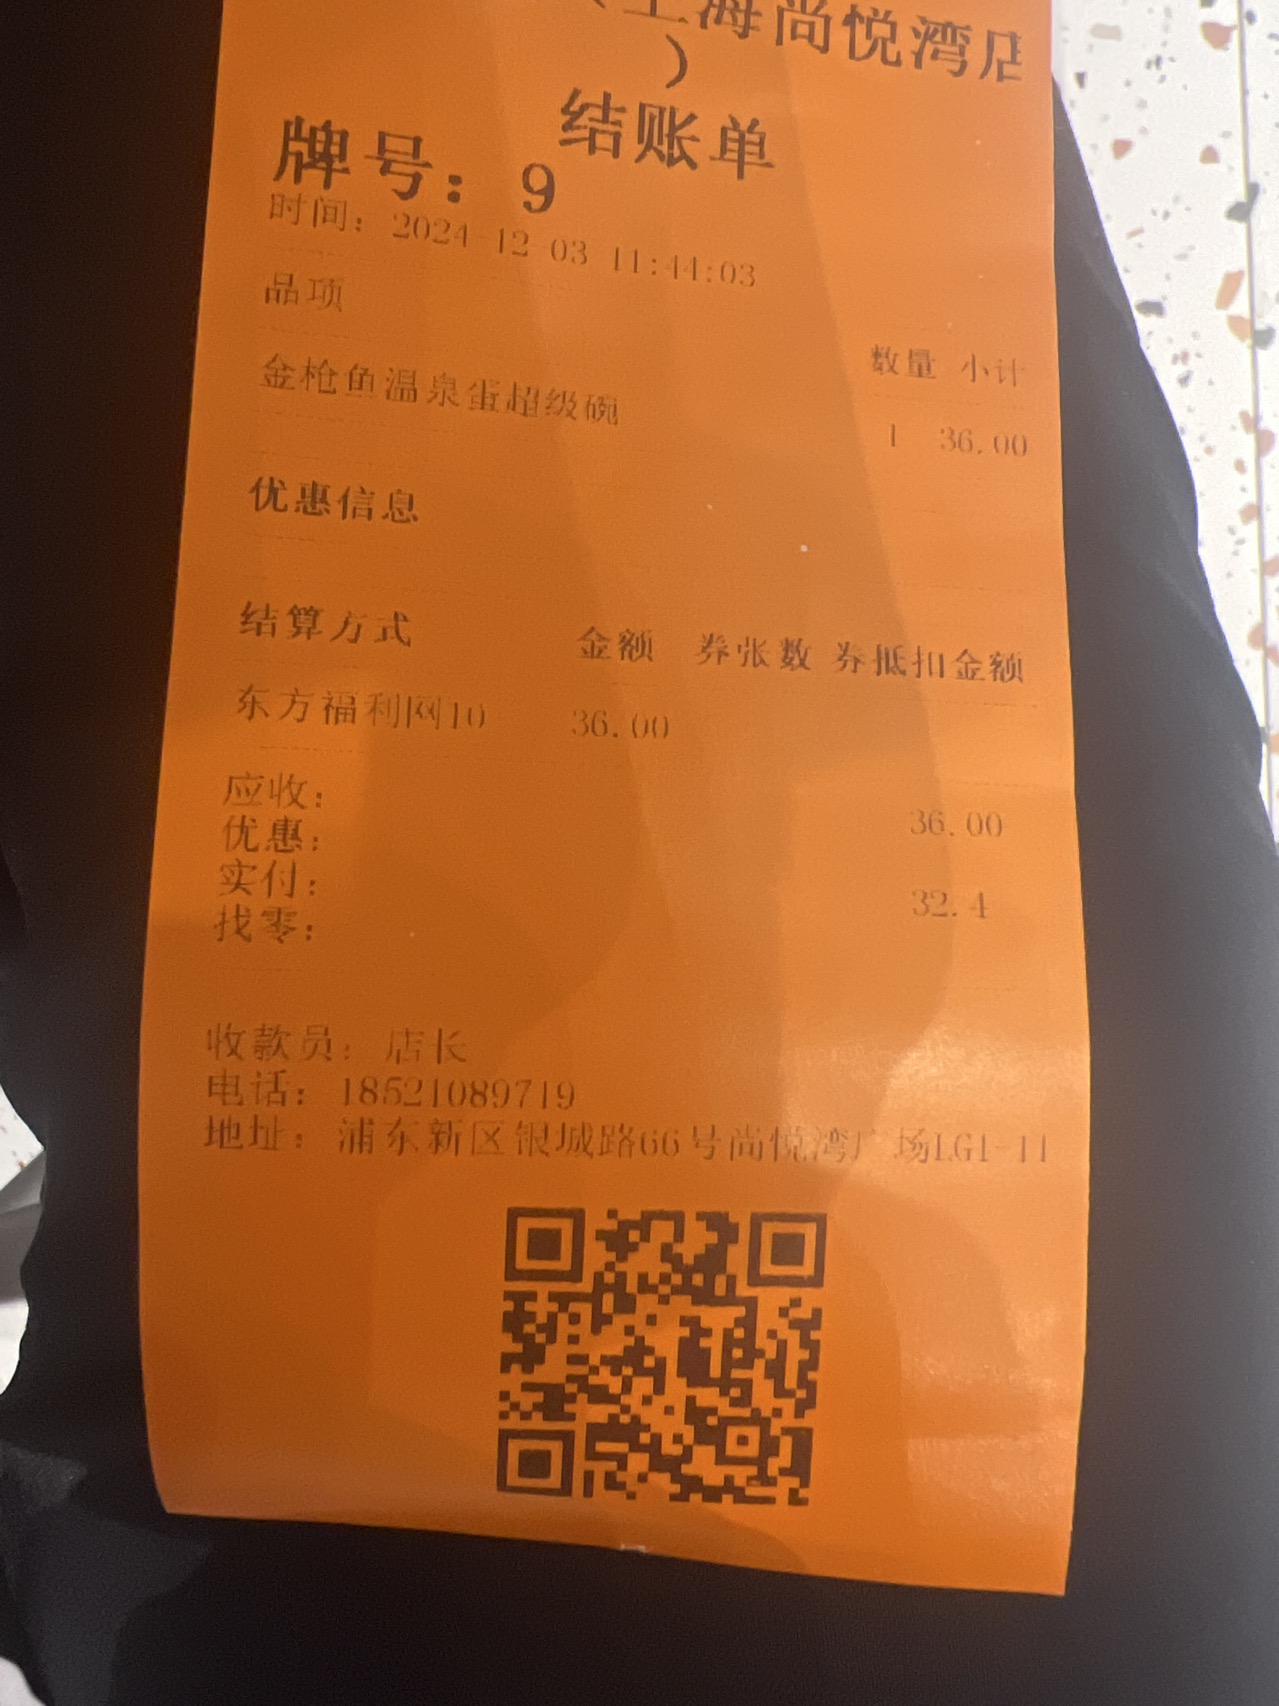 （上海尚悦湾店
）
结账单
牌号：9
时间：2024-12-03 11:44:03
品项 数量 小计
金枪鱼温泉蛋超级碗 1 36.00
优惠信息
结算方式 金额 券张数 券抵扣金额
东方福利网10 36.00
应收： 36.00
优惠：
实付： 32.4
找零：
收款员：店长
电话：18521089719
地址：浦东新区银城路66号尚悦湾广场LG1-11